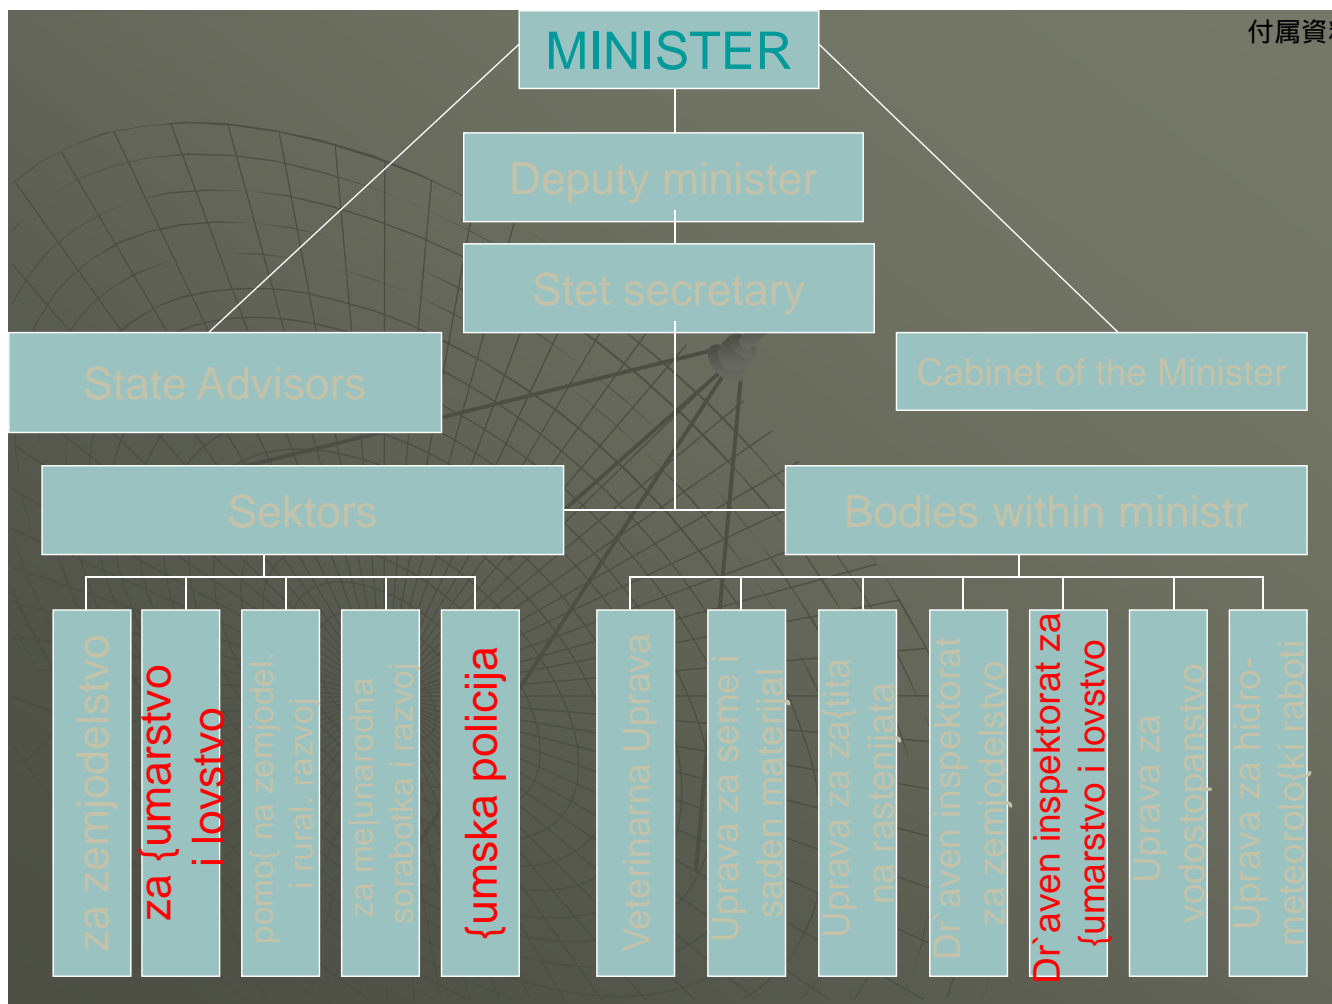 付属資料
MINISTER
Deputy minister
Stet secretary
State Advisors
Cabinet of the Minister
Sektors
Bodies within ministr
za zemjodelstvo
za {umarstvo
i lovstvo
pomo{ na zemjodel.
i rural. razvoj
za me|unarodna
sorabotka i razvoj
{umska policija
Veterinarna Uprava
Uprava za seme i
saden materijal
Uprava za za{tita
na rastenijata
Dr`aven inspektorat
za zemjodelstvo
Dr`aven inspektorat za
{umarstvo i lovstvo
Uprava za
vodostopanstvo
Uprava za hidro-
meteorolo{ki raboti